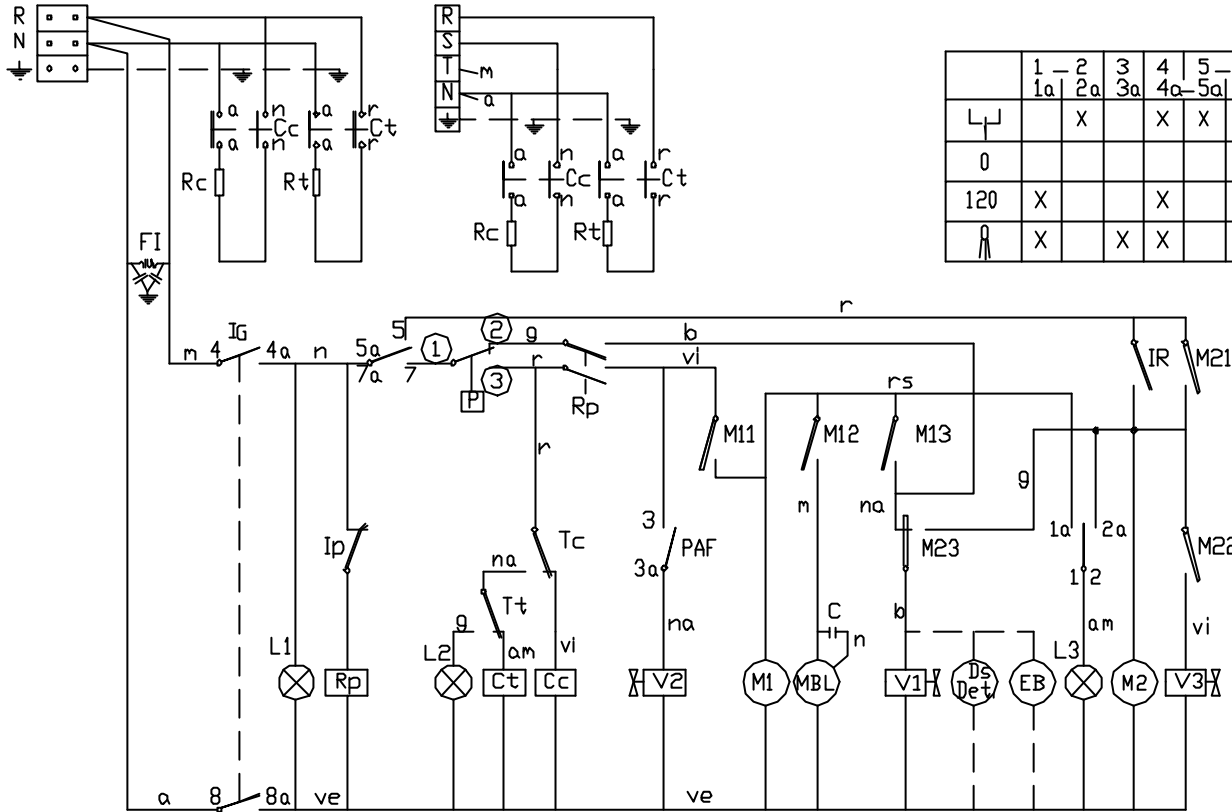 R
N
R
S
T m
N a
1 – 2 3 4 5 –
1a 2a 3a 4a–5a
X X X
0
120 X X
X X X
a n a r
Cc Ct
a n a r
Rc Rt
a n a r
Cc Ct
a n a r
Rc Rt
FI
r
IG 5 2 g b
m 4 4a n 5a 1 r vi
7a 7 3 r
P Rp
IR M21
rs
M11 M12 M13
r
g
m na
3 1a 2a
Ip Tc PAF M23 M22
na 3a 1 2
Tt C b
g na am vi
L1 L2 am vi n L3
Rp Ct Cc V2 M1 MBL V1 Ds Det. EB M2 V3
a 8 8a ve ve